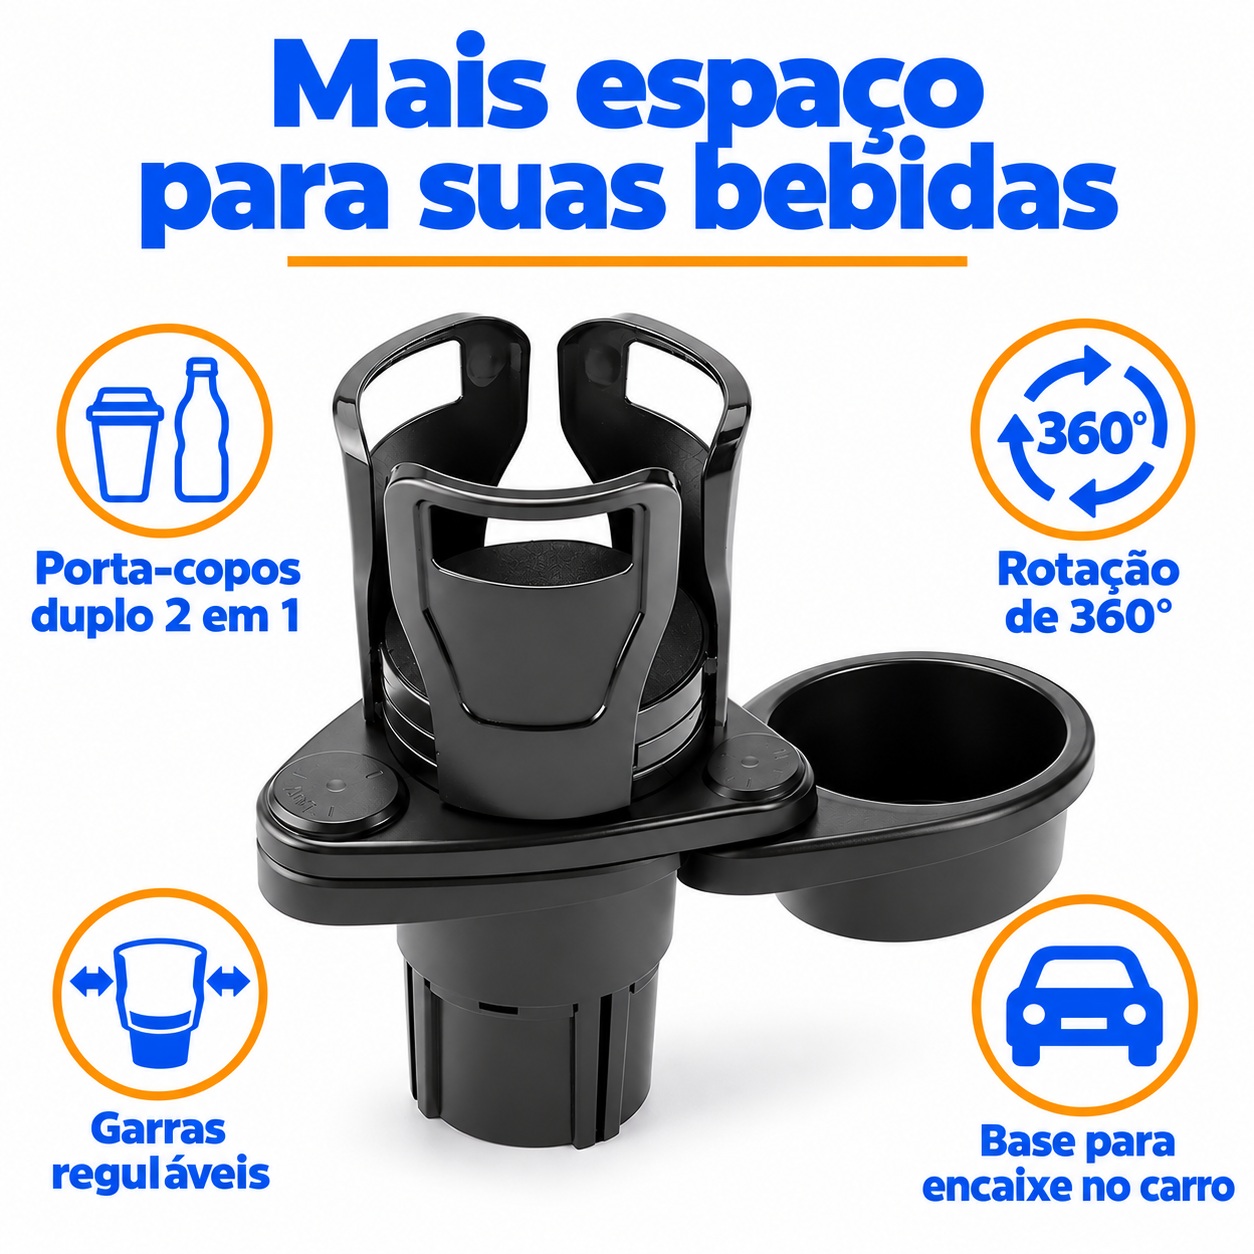 Mais espaço
para suas bebidas
Porta-copos
duplo 2 em 1
360°
Rotação
de 360°
Garras
reguláveis
Base para
encaixe no carro